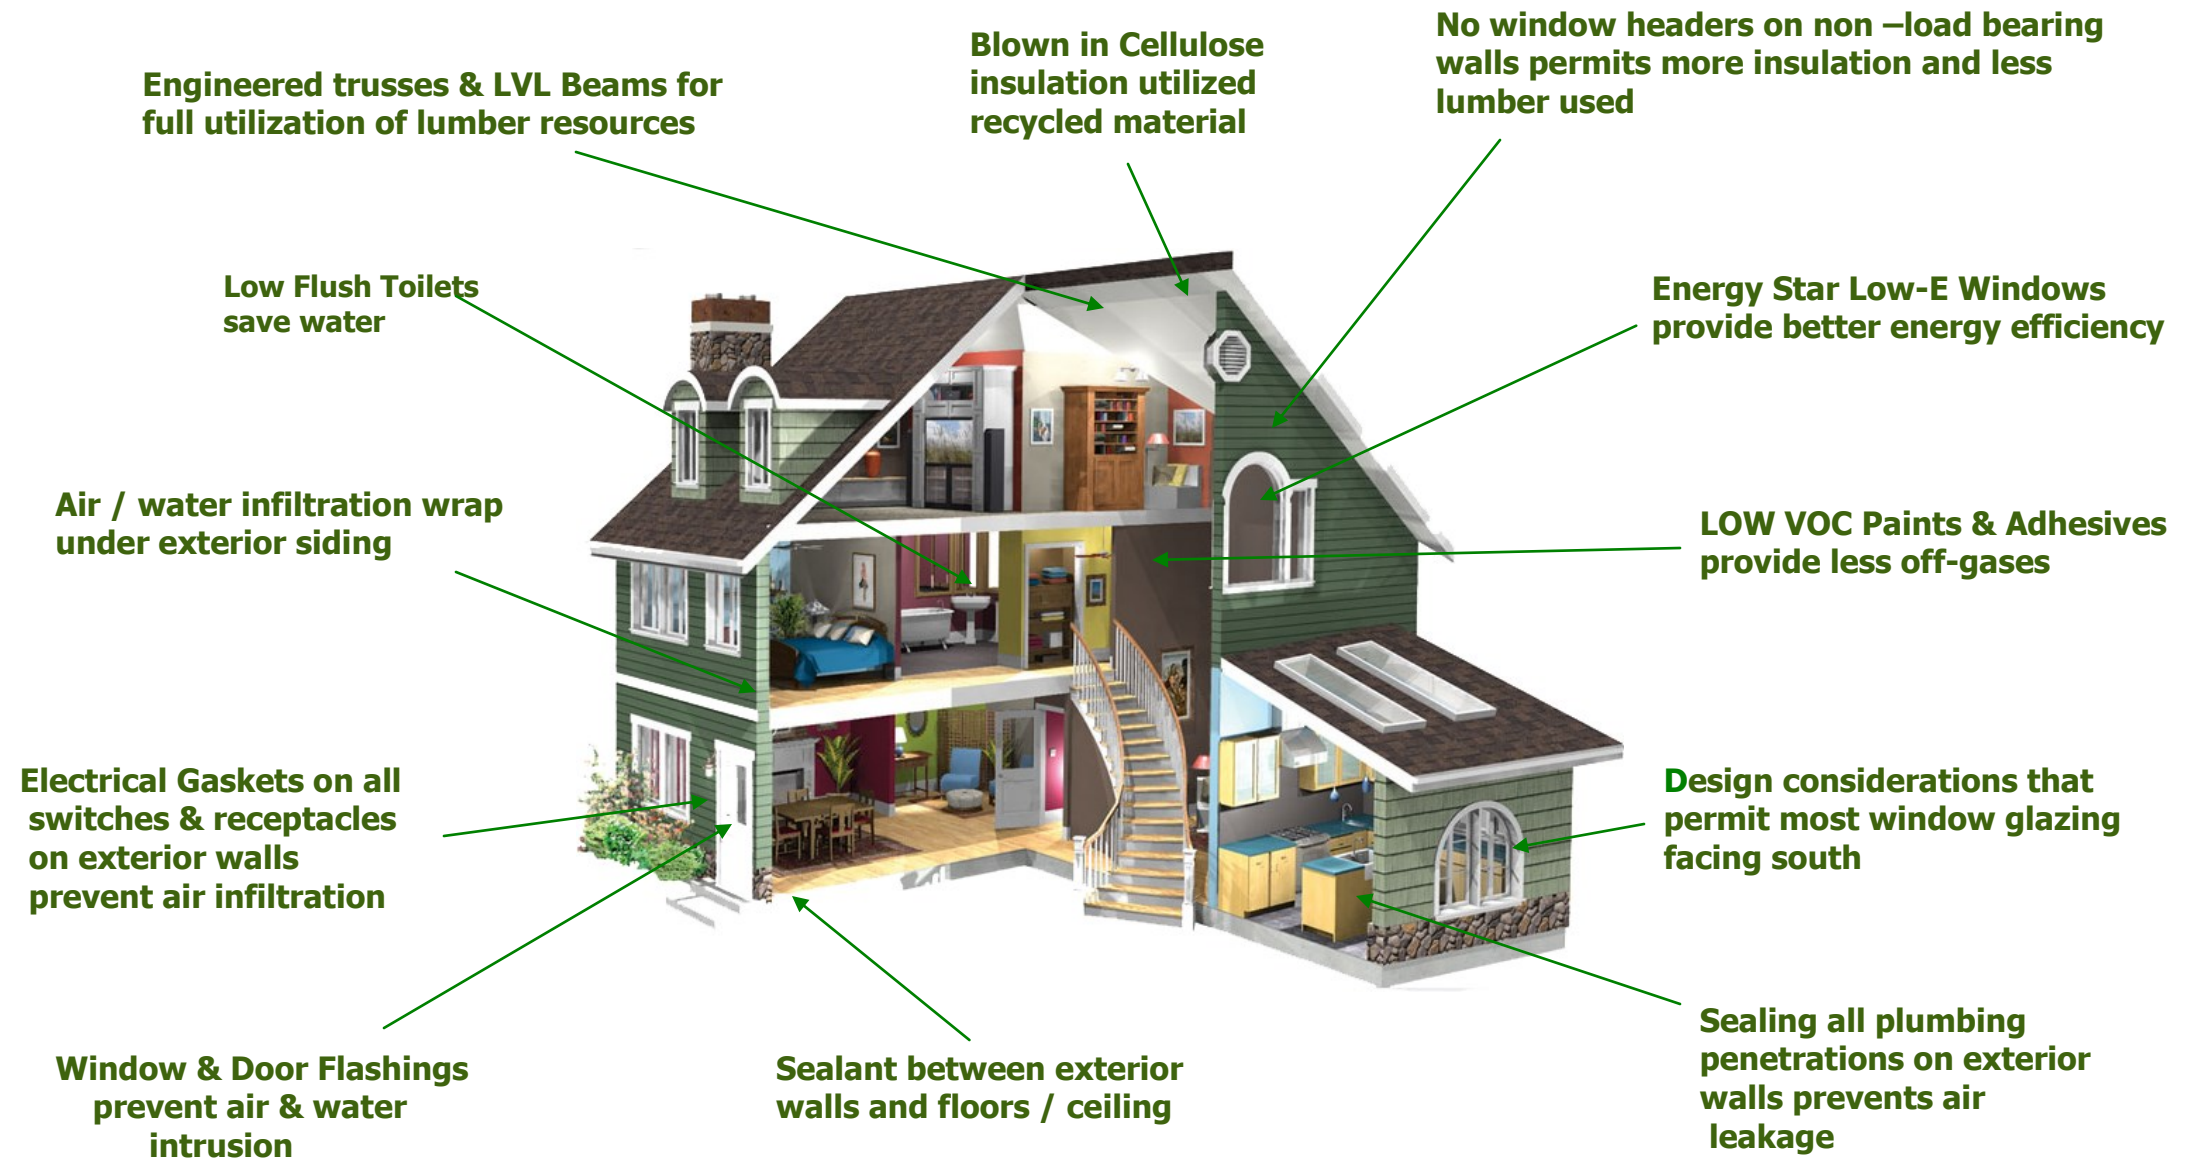 Engineered trusses & LVL Beams for
full utilization of lumber resources
Blown in Cellulose
insulation utilized
recycled material
No window headers on non –load bearing
walls permits more insulation and less
lumber used
Low Flush Toilets
save water
Energy Star Low-E Windows
provide better energy efficiency
Air / water infiltration wrap
under exterior siding
LOW VOC Paints & Adhesives
provide less off-gases
Electrical Gaskets on all
switches & receptacles
on exterior walls
prevent air infiltration
Design considerations that
permit most window glazing
facing south
Window & Door Flashings
prevent air & water
intrusion
Sealant between exterior
walls and floors / ceiling
Sealing all plumbing
penetrations on exterior
walls prevents air
leakage